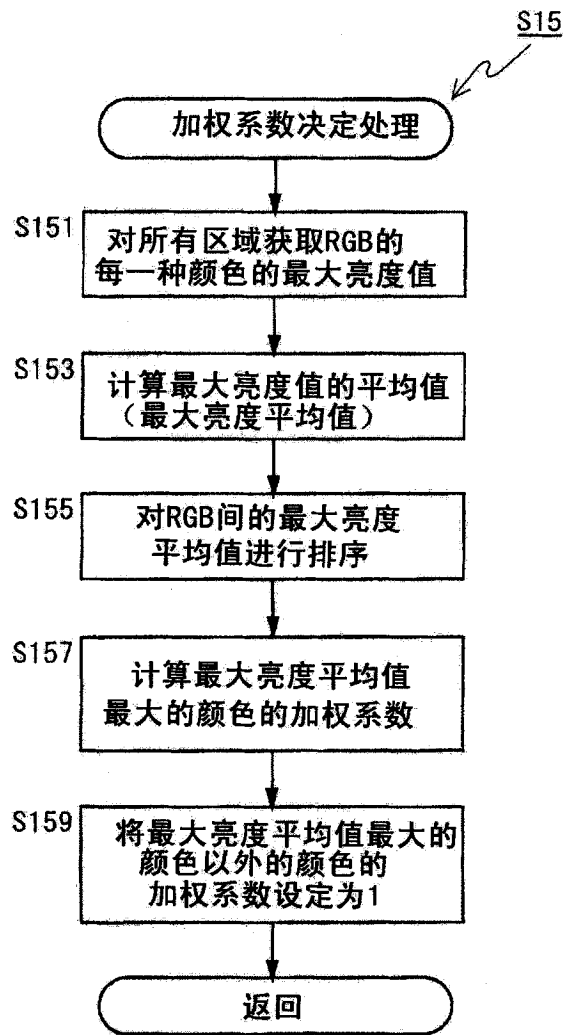 S15
加权系数决定处理
S151
对所有区域获取RGB的
每一种颜色的最大亮度值
S153
计算最大亮度值的平均值
（最大亮度平均值）
S155
对RGB间的最大亮度
平均值进行排序
S157
计算最大亮度平均值
最大的颜色的加权系数
S159
将最大亮度平均值最大的
颜色以外的颜色的
加权系数设定为1
返回